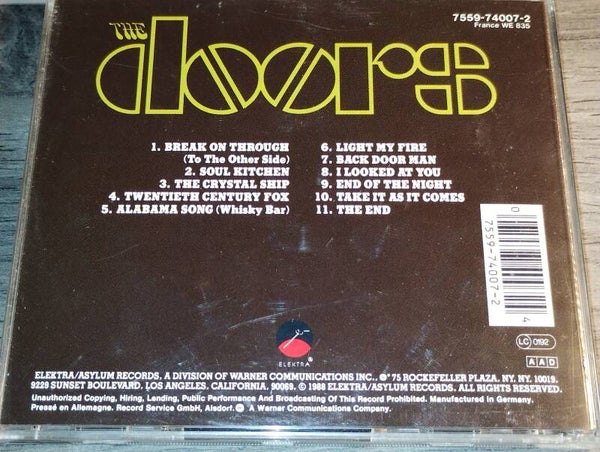 THE
doors
7559-74007-2
France WE 835
1. BREAK ON THROUGH
(To The Other Side)
2. SOUL KITCHEN
3. THE CRYSTAL SHIP
4. TWENTIETH CENTURY FOX
5. ALABAMA SONG (Whisky Bar)
6. LIGHT MY FIRE
7. BACK DOOR MAN
8. I LOOKED AT YOU
9. END OF THE NIGHT
10. TAKE IT AS IT COMES
11. THE END
0
7559-74007-2
4
LC 0192
AAD
ELEKTRA®
ELEKTRA/ASYLUM RECORDS. A DIVISION OF WARNER COMMUNICATIONS INC., ℗* 75 ROCKEFELLER PLAZA. NY. NY, 10019.
9229 SUNSET BOULEVARD. LOS ANGELES. CALIFORNIA. 90069. © 1988 ELEKTRA/ASYLUM RECORDS. ALL RIGHTS RESERVED.
Unauthorized Copying, Hiring, Lending, Public Performance and Broadcasting Of This Record Prohibited. Manufactured in Germany.
Pressé en Allemagne. Record Service GmbH, Alsdorf. A Warner Communications Company.